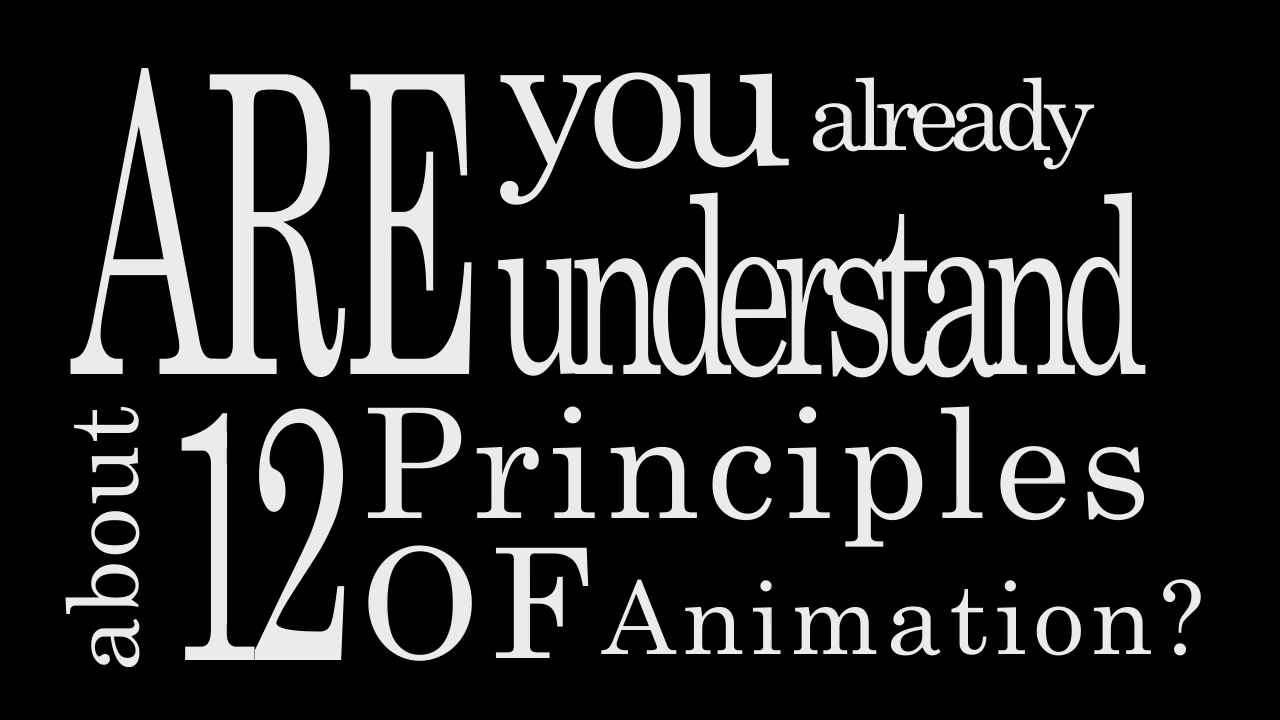 ARE you already
understand
about 12 Principles
OF Animation?